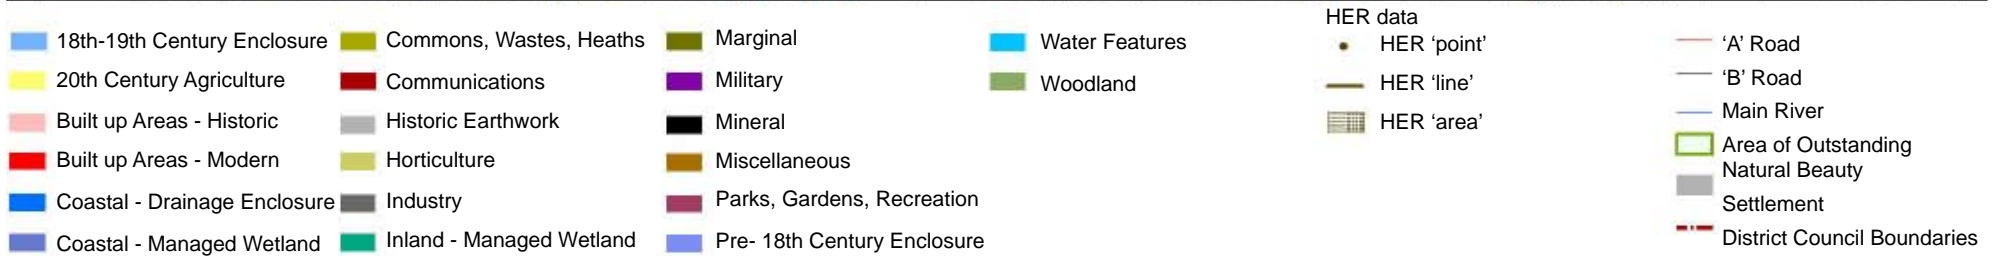 18th-19th Century Enclosure
20th Century Agriculture
Built up Areas - Historic
Built up Areas - Modern
Coastal - Drainage Enclosure
Coastal - Managed Wetland
Commons, Wastes, Heaths
Communications
Historic Earthwork
Horticulture
Industry
Inland - Managed Wetland
Marginal
Military
Mineral
Miscellaneous
Parks, Gardens, Recreation
Pre- 18th Century Enclosure
Water Features
Woodland
HER data
HER ‘point’
HER ‘line’
HER ‘area’
‘A’ Road
‘B’ Road
Main River
Area of Outstanding
Natural Beauty
Settlement
District Council Boundaries